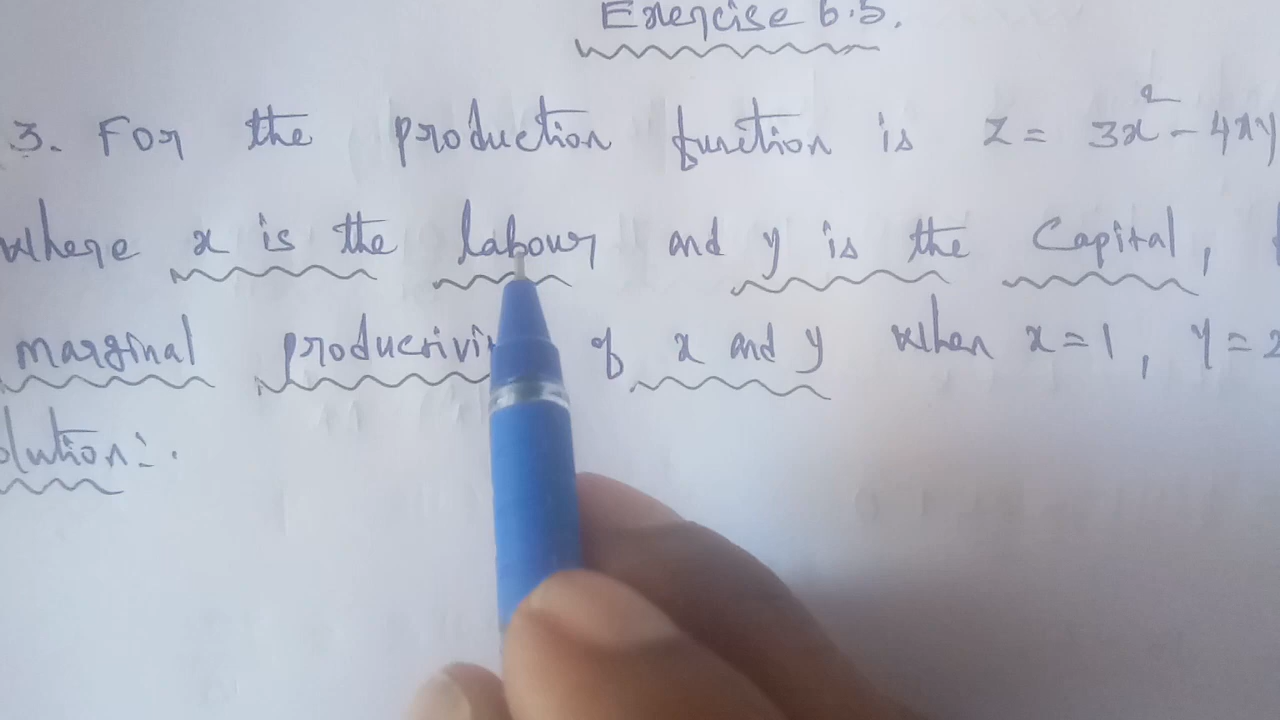 Exercise 6.5.
3. For the production function is z = 3x² - 4xy
where x is the labour and y is the Capital,
marginal of x and y when x = 1, y = 2
olution:-.